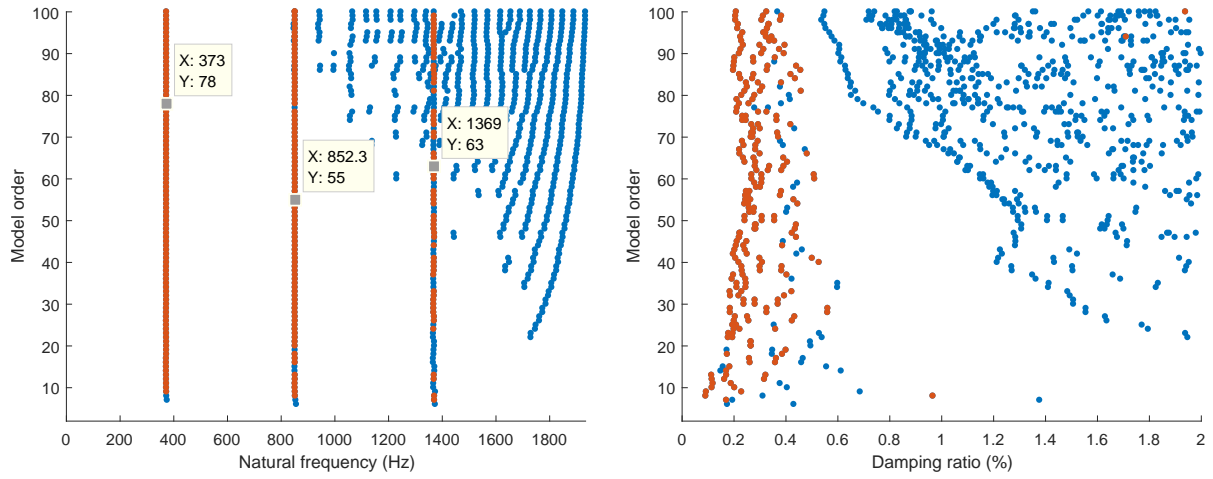 100
90
80
70
60
50
40
30
20
10
Model order
X: 373
Y: 78
X: 852.3
Y: 55
X: 1369
Y: 63
0 200 400 600 800 1000 1200 1400 1600 1800
Natural frequency (Hz)
100
90
80
70
60
50
40
30
20
10
Model order
0 0.2 0.4 0.6 0.8 1 1.2 1.4 1.6 1.8 2
Damping ratio (%)